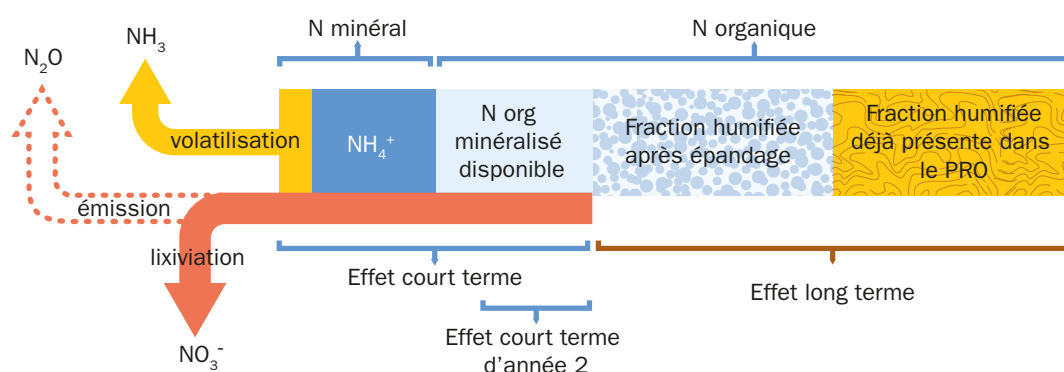 N minéral
N organique
NH₃
N₂O
volatilisation
NH₄⁺
N org
minéralisé
disponible
Fraction humifiée
après épandage
Fraction humifiée
déjà présente dans
le PRO
émission
lixiviation
Effet court terme
Effet long terme
Effet court terme
d'année 2
NO₃⁻